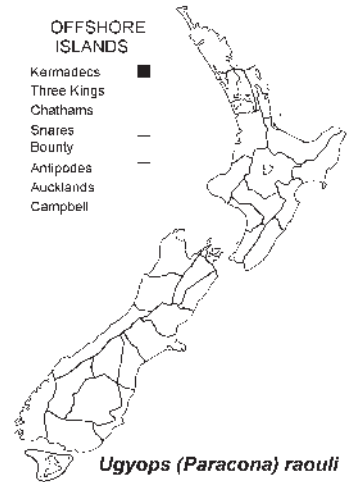 OFFSHORE
ISLANDS
Kermadecs
Three Kings
Chathams
Snares
Bounty
Antipodes
Aucklands
Campbell
Ugyops (Paracona) raouli